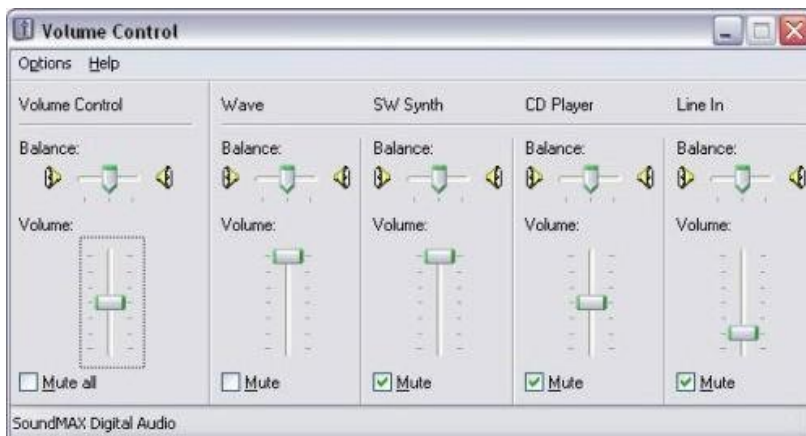 Volume Control
Options Help
Volume Control Wave SW Synth CD Player Line In
Balance: Balance: Balance: Balance: Balance:
Volume: Volume: Volume: Volume: Volume:
Mute all Mute Mute Mute Mute
SoundMAX Digital Audio